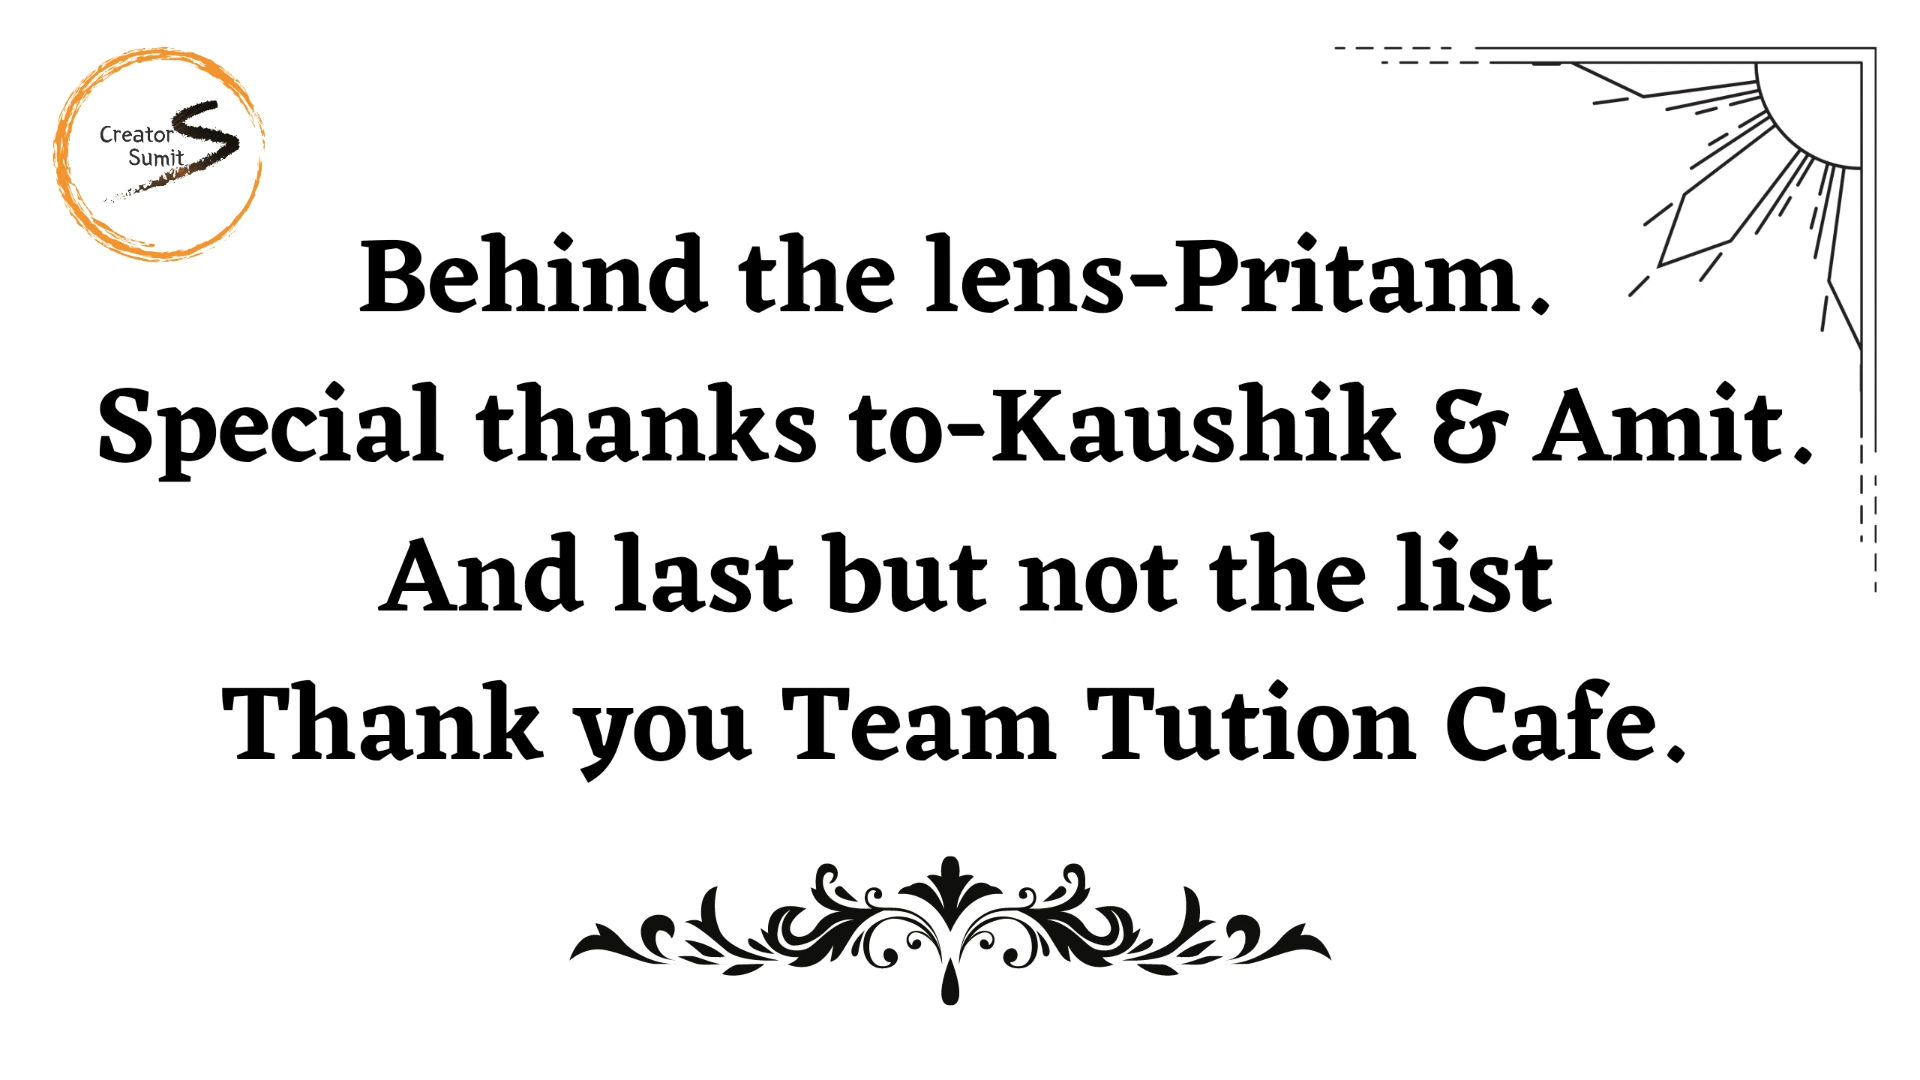 Creator
Sumit
Behind the lens-Pritam.
Special thanks to-Kaushik & Amit.
And last but not the list
Thank you Team Tution Cafe.